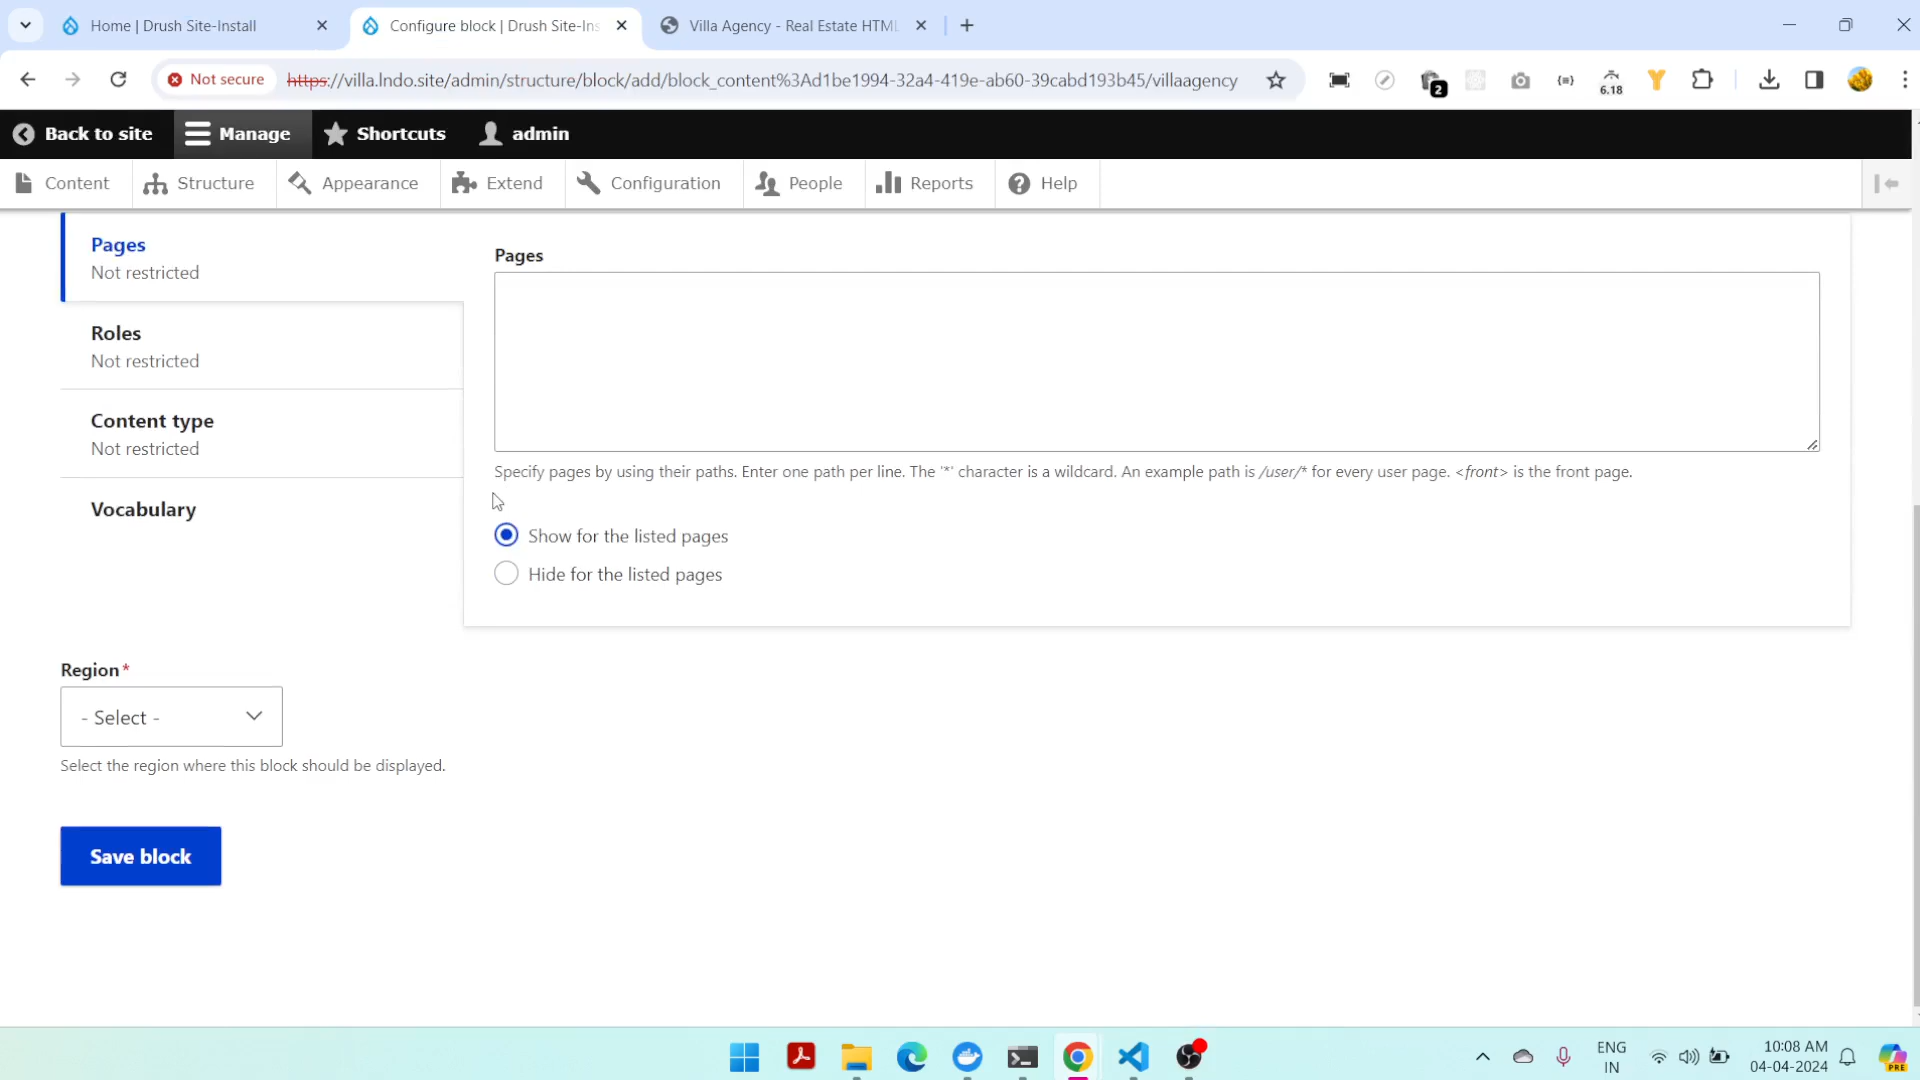 Home | Drush Site-Install
Configure block | Drush Site-Ins
Villa Agency - Real Estate HTML
Not secure
https://villa.lndo.site/admin/structure/block/add/block_content%3Ad1be1994-32a4-419e-ab60-39cabd193b45/villaagency
2
6.18
Back to site
Manage
Shortcuts
admin
Content
Structure
Appearance
Extend
Configuration
People
Reports
Help
Pages
Not restricted
Roles
Not restricted
Content type
Not restricted
Vocabulary
Pages
Specify pages by using their paths. Enter one path per line. The '*' character is a wildcard. An example path is /user/* for every user page. <front> is the front page.
Show for the listed pages
Hide for the listed pages
Region*
- Select -
Select the region where this block should be displayed.
Save block
ENG
IN
10:08 AM
04-04-2024
PRE